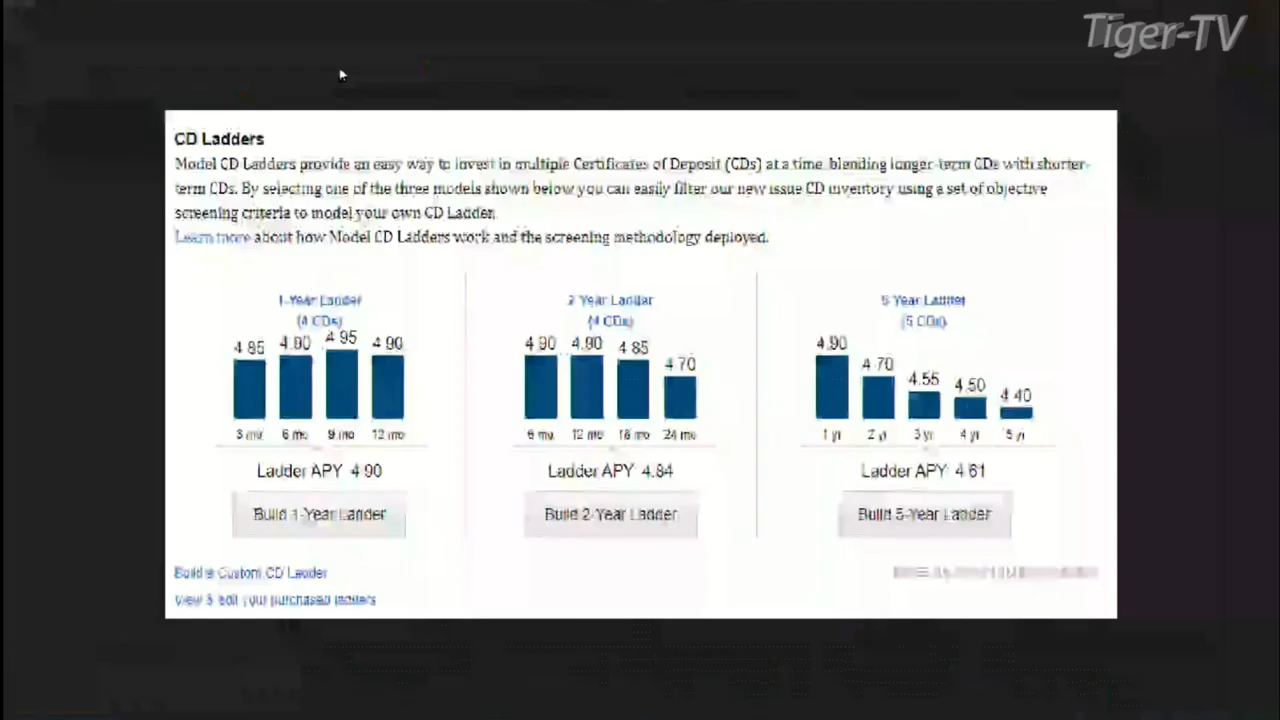 Tiger-TV
CD Ladders
Model CD Ladders provide an easy way to invest in multiple Certificates of Deposit (CDs) at a time, blending longer-term CDs with shorter-
term CDs. By selecting one of the three models shown below you can easily filter our new issue CD inventory using a set of objective
screening criteria to model your own CD Ladder.
Learn more about how Model CD Ladders work and the screening methodology deployed.
1-Year Ladder
(4 CDs)
4.85 4.90 4.95 4.90
3 mo 6 mo 9 mo 12 mo
Ladder APY 4.90
Build 1-Year Ladder
2-Year Ladder
(4 CDs)
4.90 4.90 4.85 4.70
6 mo 12 mo 18 mo 24 mo
Ladder APY 4.84
Build 2-Year Ladder
5-Year Ladder
(5 CDs)
4.90 4.70 4.55 4.50 4.40
1 yr 2 yr 3 yr 4 yr 5 yr
Ladder APY 4.61
Build 5-Year Ladder
Build a Custom CD Ladder
View & edit your purchased ladders